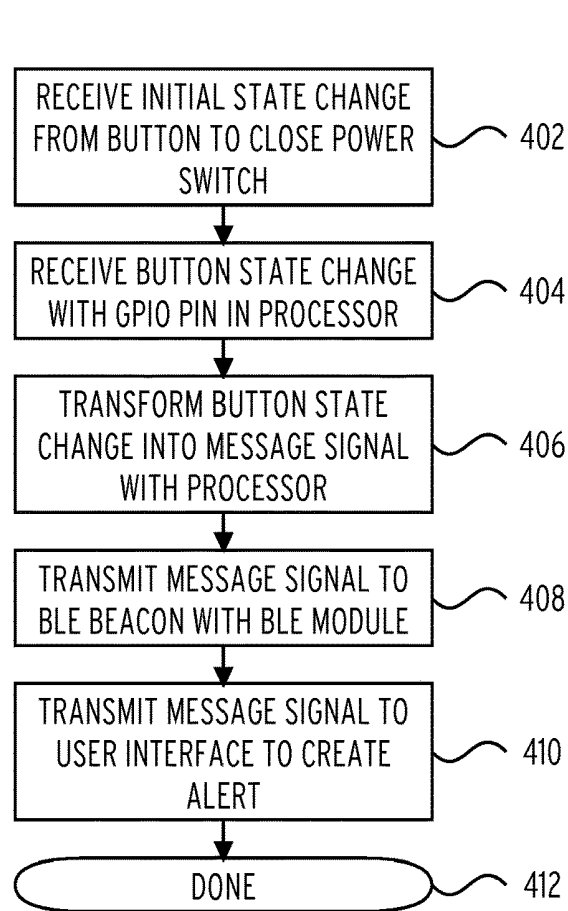 RECEIVE INITIAL STATE CHANGE
FROM BUTTON TO CLOSE POWER
SWITCH
402
RECEIVE BUTTON STATE CHANGE
WITH GPIO PIN IN PROCESSOR
404
TRANSFORM BUTTON STATE
CHANGE INTO MESSAGE SIGNAL
WITH PROCESSOR
406
TRANSMIT MESSAGE SIGNAL TO
BLE BEACON WITH BLE MODULE
408
TRANSMIT MESSAGE SIGNAL TO
USER INTERFACE TO CREATE
ALERT
410
DONE
412